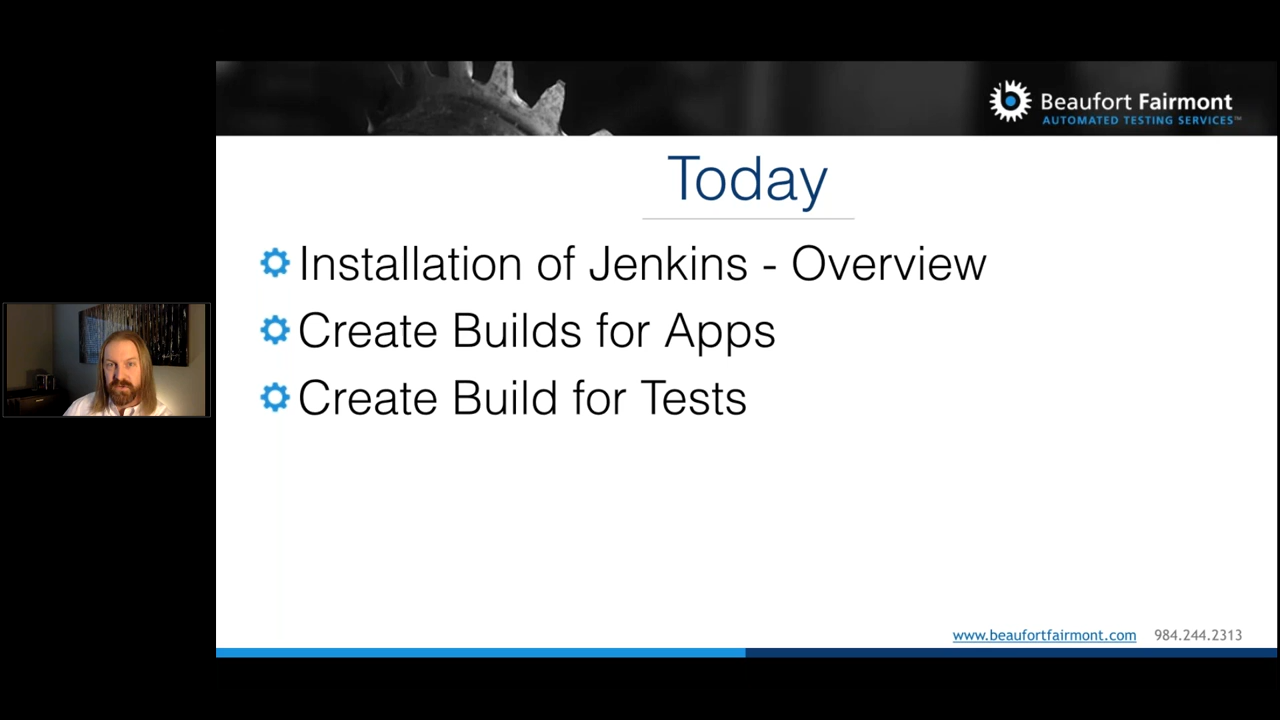 Beaufort Fairmont
AUTOMATED TESTING SERVICES™
Today
Installation of Jenkins - Overview
Create Builds for Apps
Create Build for Tests
www.beaufortfairmont.com 984.244.2313